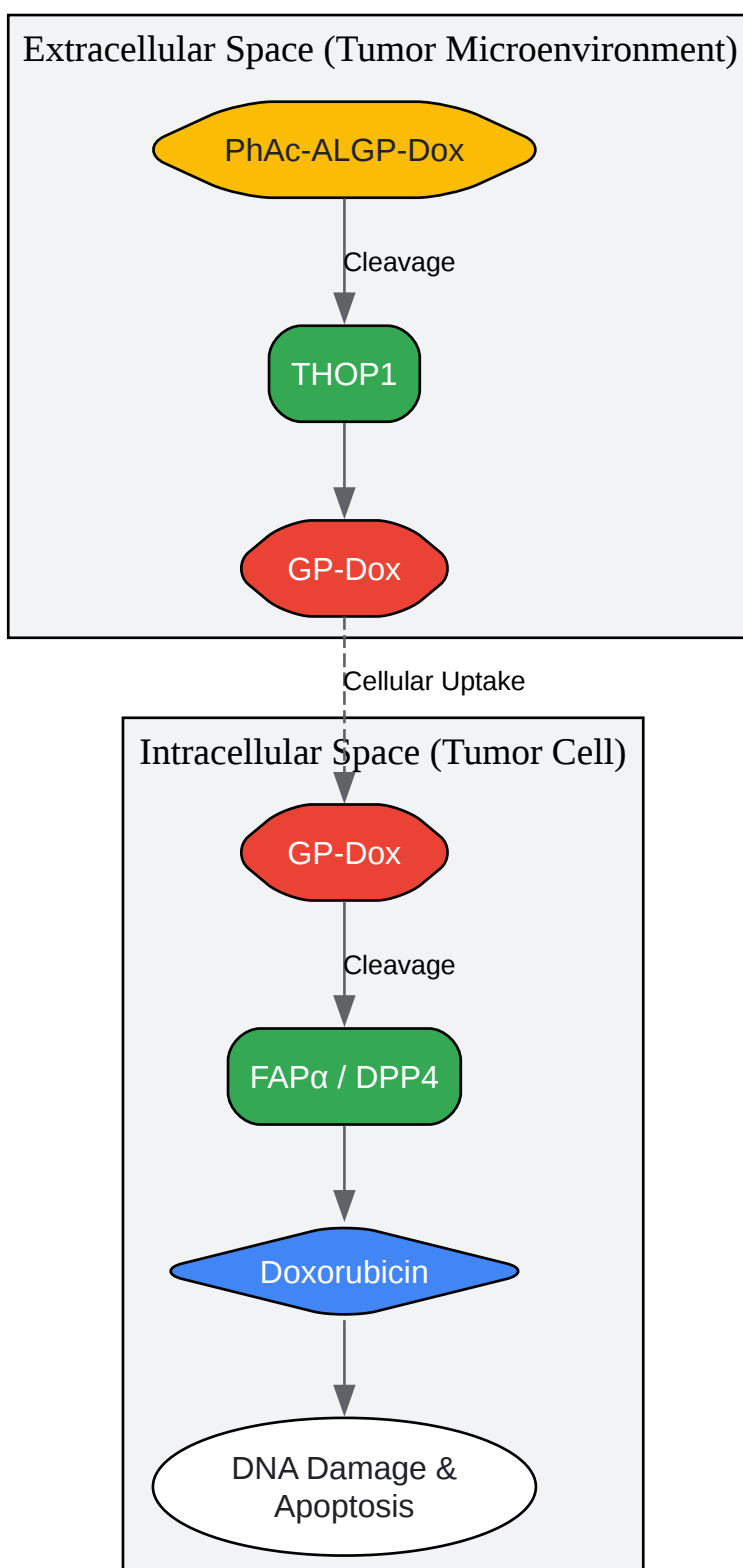 Extracellular Space (Tumor Microenvironment)
PhAc-ALGP-Dox
Cleavage
THOP1
GP-Dox
Cellular Uptake
Intracellular Space (Tumor Cell)
GP-Dox
Cleavage
FAPα / DPP4
Doxorubicin
DNA Damage &
Apoptosis